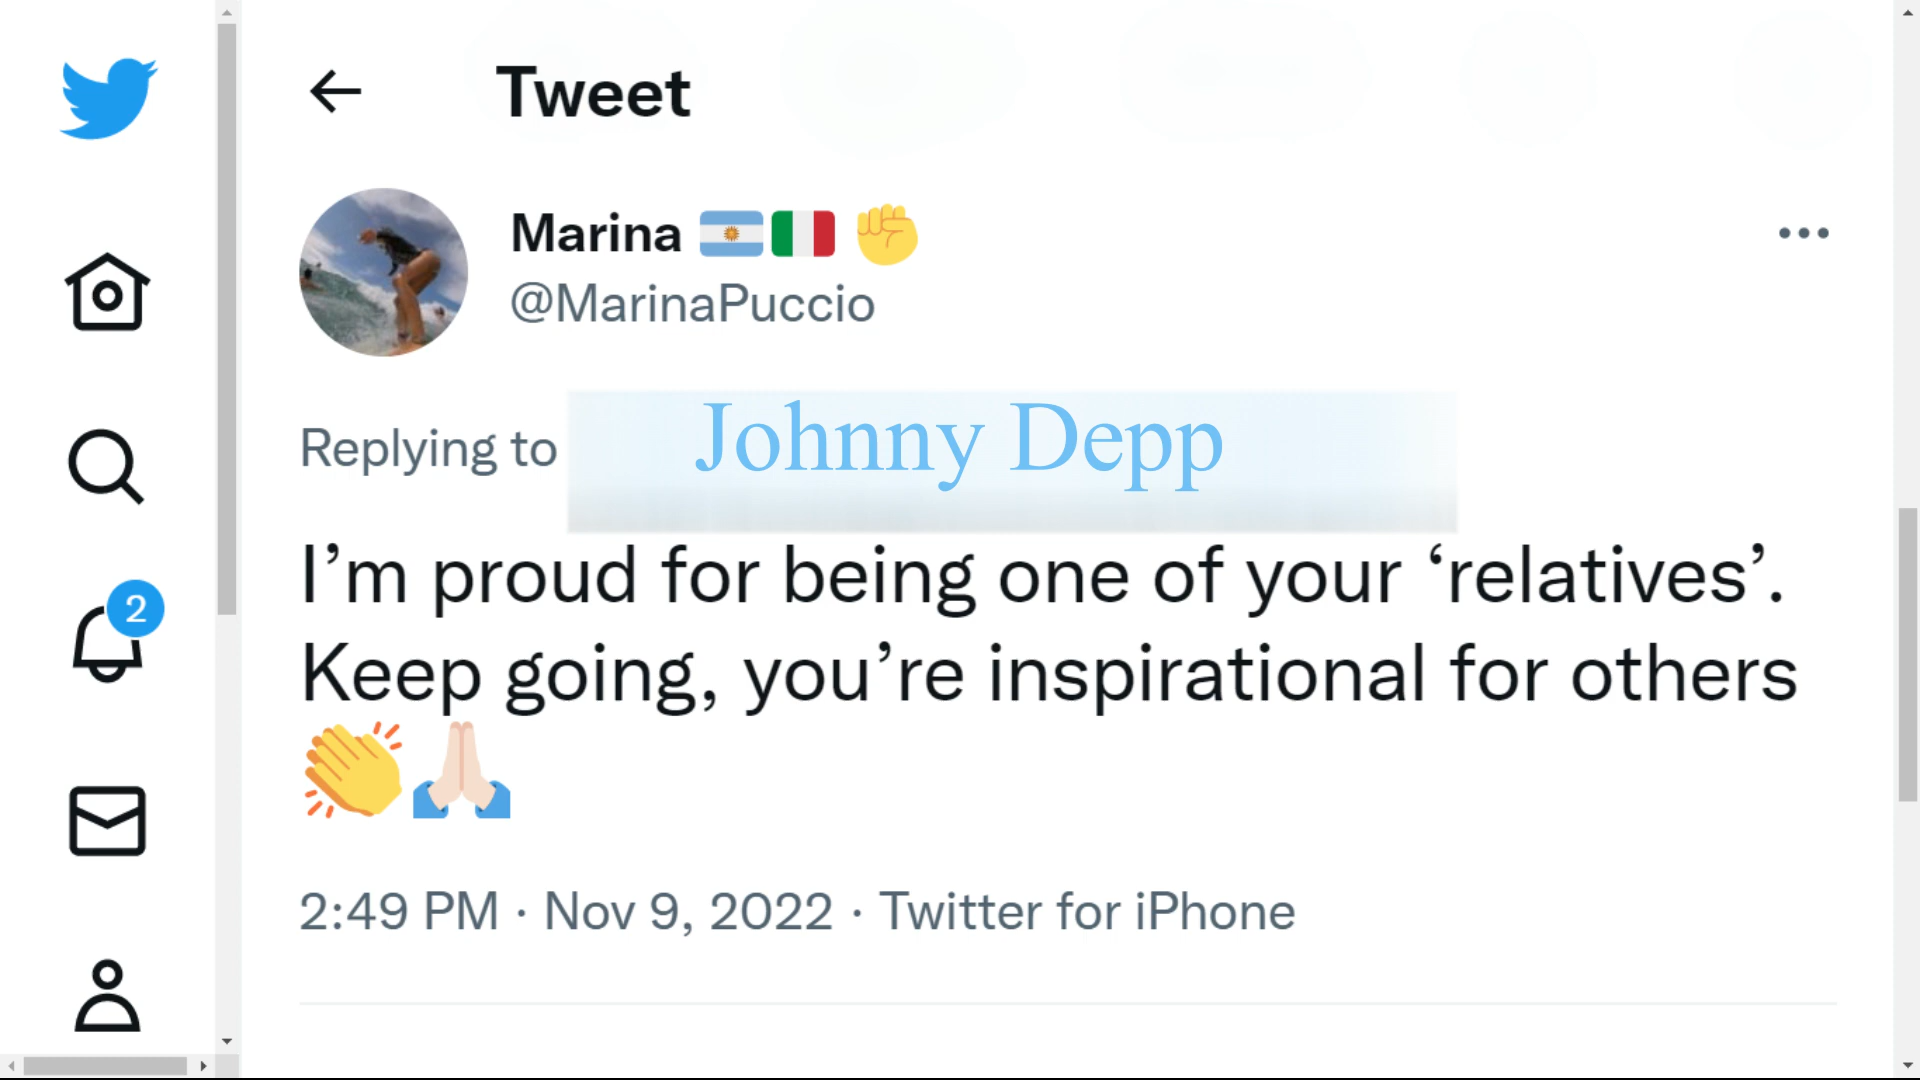 Tweet
Marina 🇦🇷🇮🇹 ✊
@MarinaPuccio
Replying to Johnny Depp
I’m proud for being one of your ‘relatives’.
Keep going, you’re inspirational for others
👏🙏🏻
2:49 PM · Nov 9, 2022 · Twitter for iPhone
2